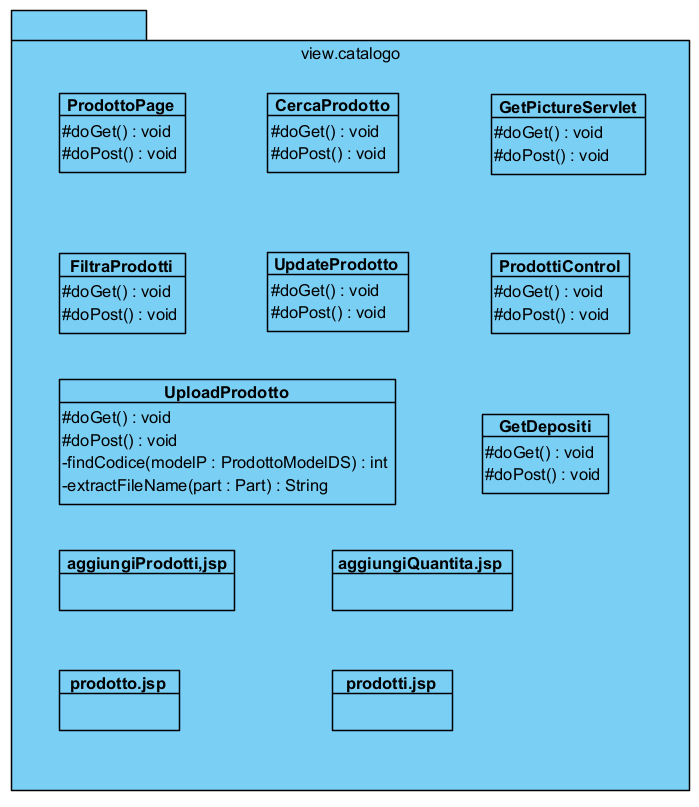 view.catalogo
ProdottoPage
#doGet() : void
#doPost() : void
CercaProdotto
#doGet() : void
#doPost() : void
GetPictureServlet
#doGet() : void
#doPost() : void
FiltraProdotti
#doGet() : void
#doPost() : void
UpdateProdotto
#doGet() : void
#doPost() : void
ProdottiControl
#doGet() : void
#doPost() : void
UploadProdotto
#doGet() : void
#doPost() : void
-findCodice(modelP : ProdottoModelDS) : int
-extractFileName(part : Part) : String
GetDepositi
#doGet() : void
#doPost() : void
aggiungiProdotti,jsp
aggiungiQuantita.jsp
prodotto.jsp
prodotti.jsp